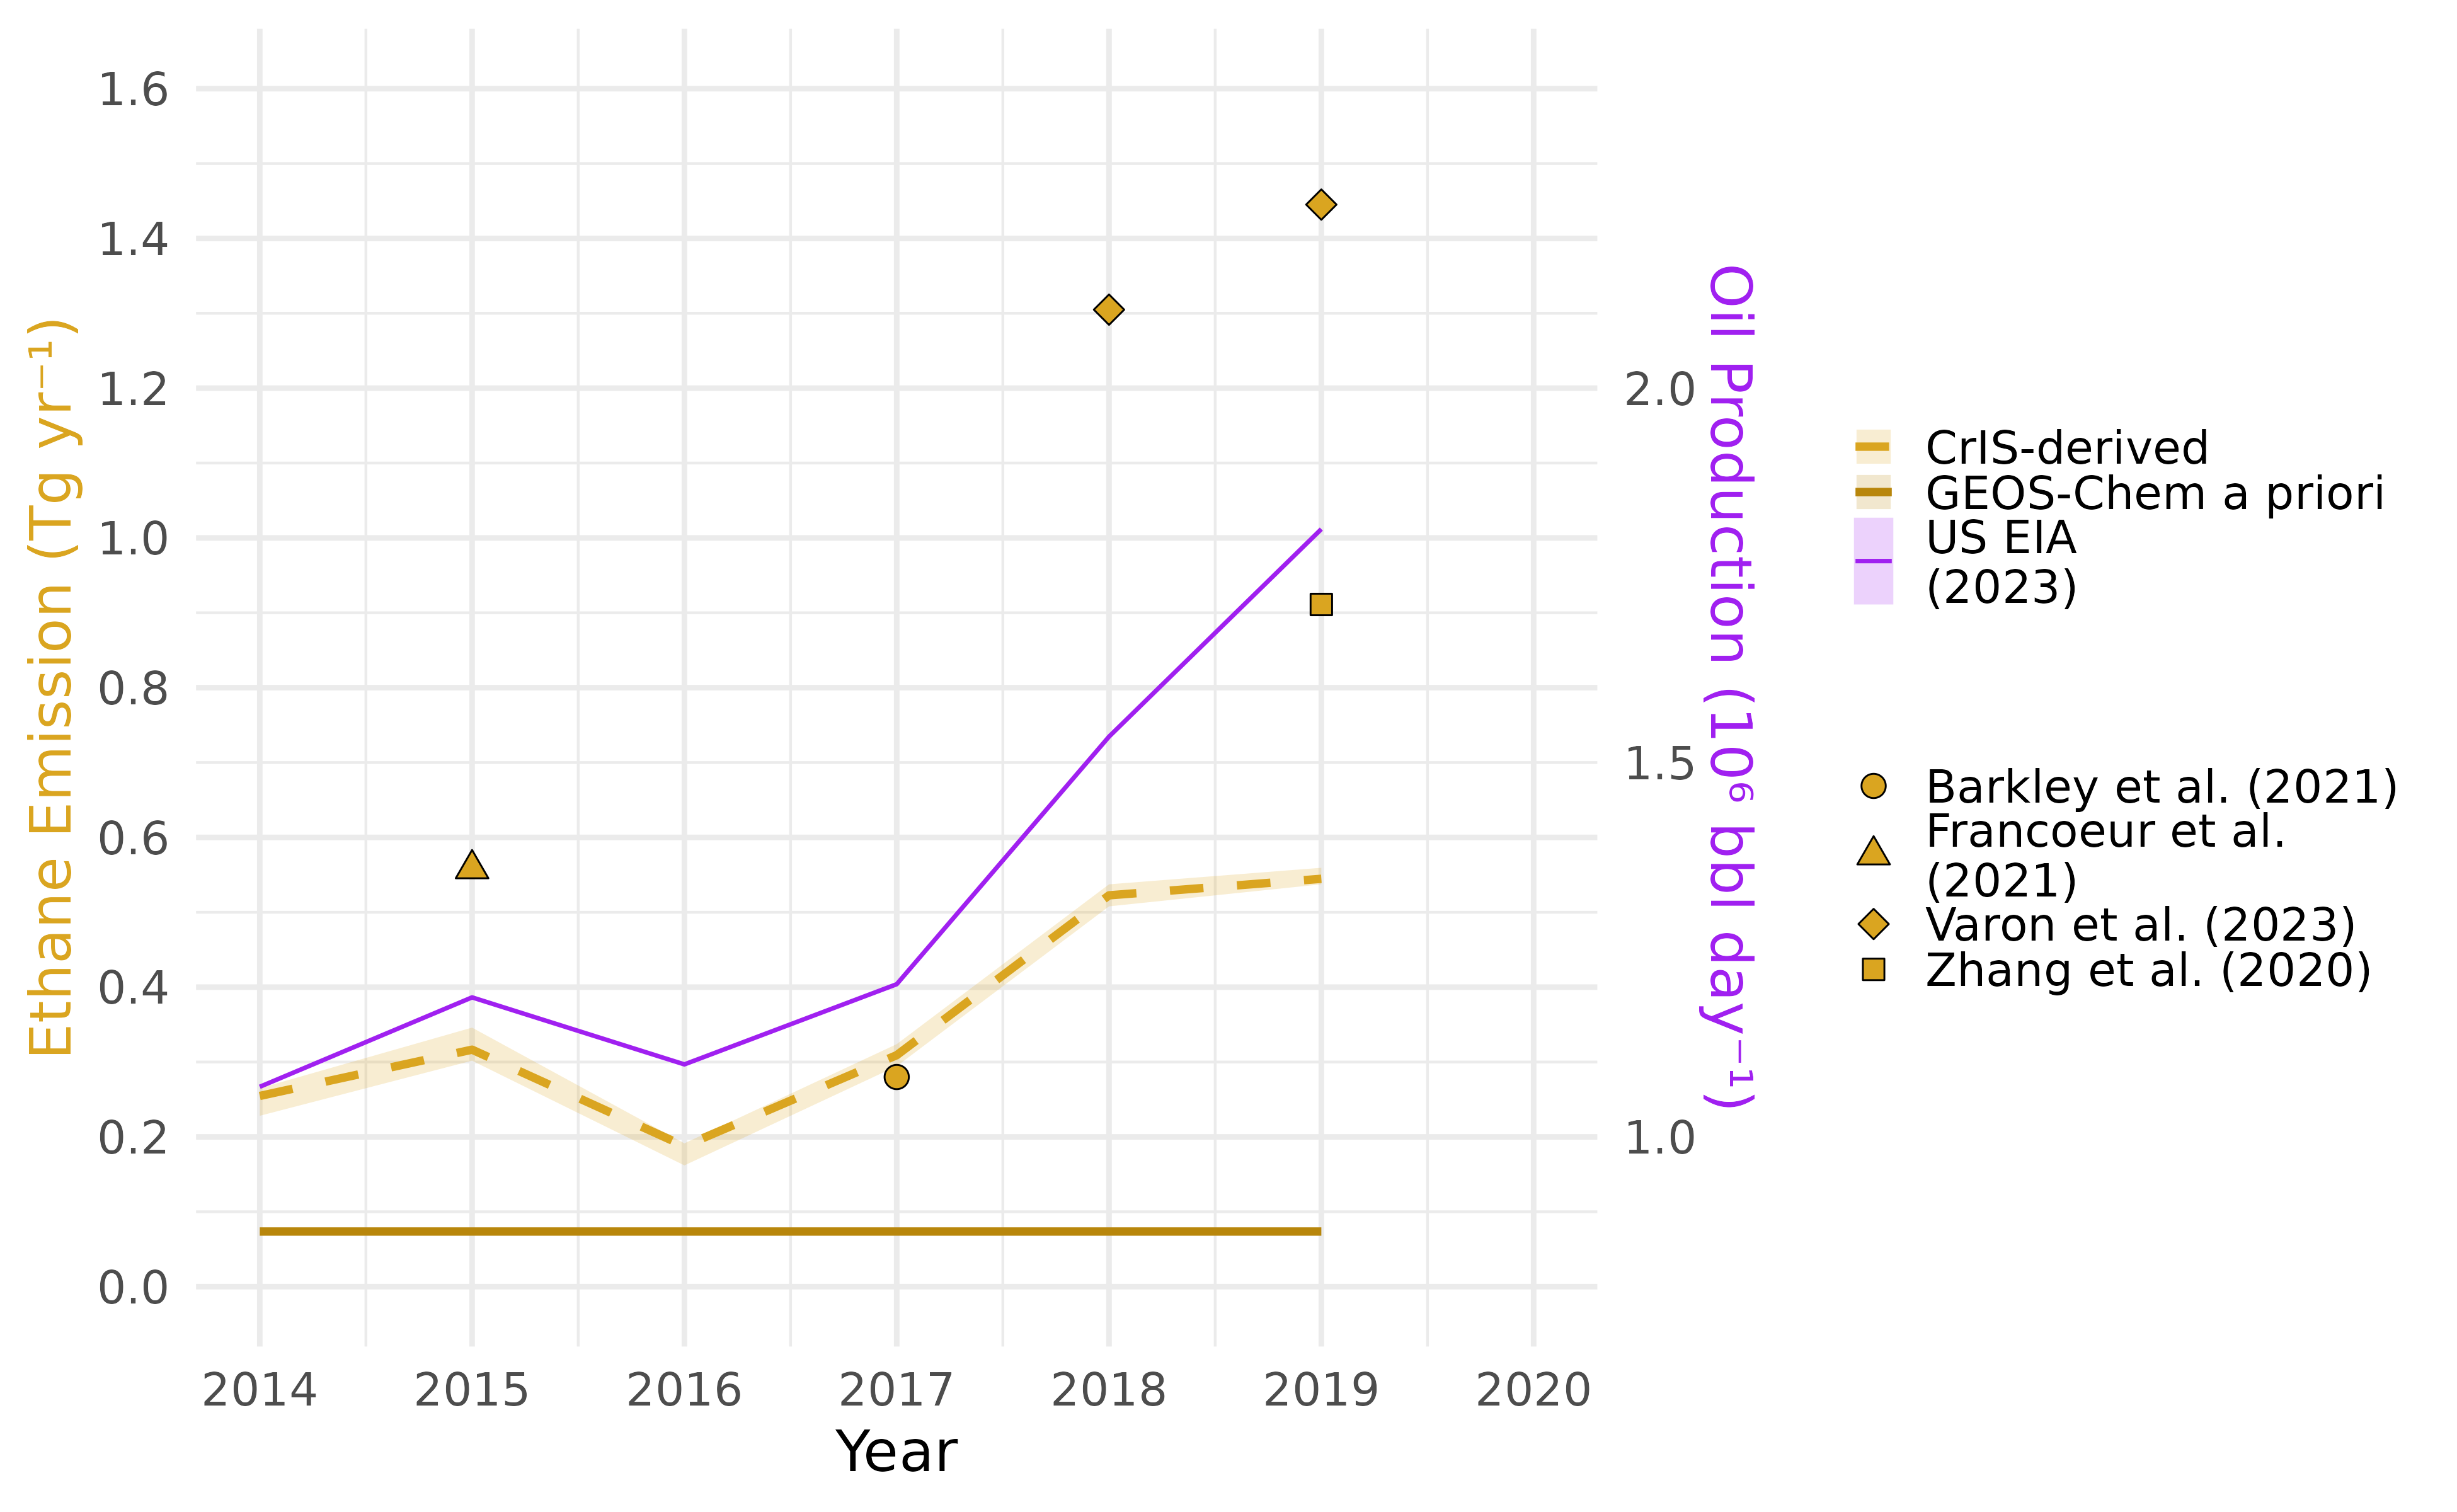 Ethane Emission (Tg yr⁻¹)
1.6
1.4
1.2
1.0
0.8
0.6
0.4
0.2
0.0
2014 2015 2016 2017 2018 2019 2020
Year
2.0
1.5
1.0
Oil Production (10⁶ bbl day⁻¹)
CrIS-derived
GEOS-Chem a priori
US EIA
(2023)
Barkley et al. (2021)
Francoeur et al.
(2021)
Varon et al. (2023)
Zhang et al. (2020)